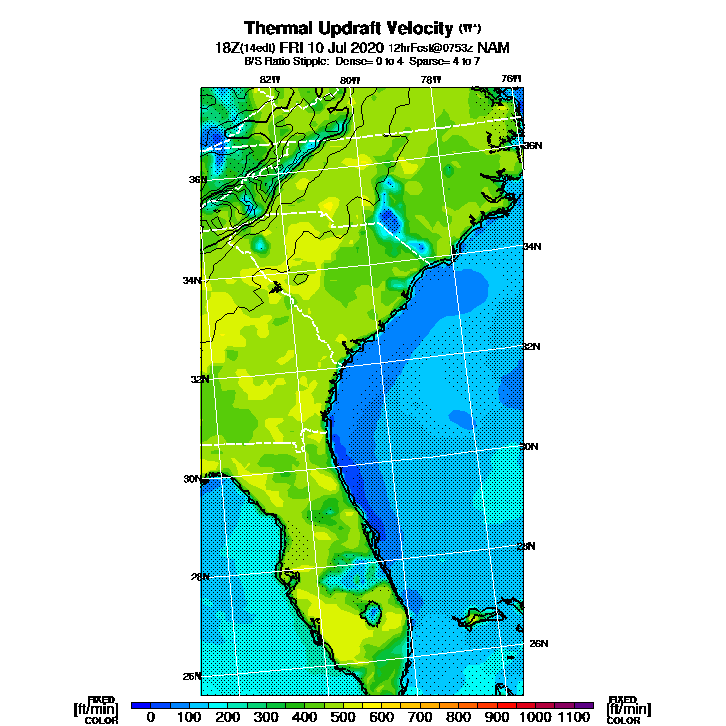 Thermal Updraft Velocity (W*)
18Z(14edt) FRI 10 Jul 2020 12hrFcst@0753z NAM
B/S Ratio Stipple: Dense= 0 to 4 Sparse= 4 to 7
82W 80W 78W 76W
36N 36N
34N 34N
32N 32N
30N 30N
28N 28N
26N 26N
FIXED FIXED
[ft/min] 0 100 200 300 400 500 600 700 800 900 1000 1100 [ft/min]
COLOR COLOR